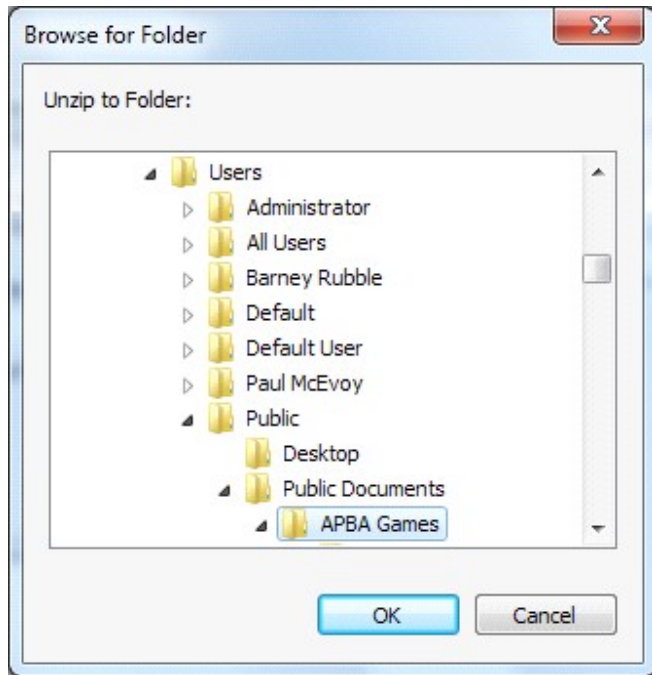 Browse for Folder
Unzip to Folder:
Users
Administrator
All Users
Barney Rubble
Default
Default User
Paul McEvoy
Public
Desktop
Public Documents
APBA Games
OK
Cancel